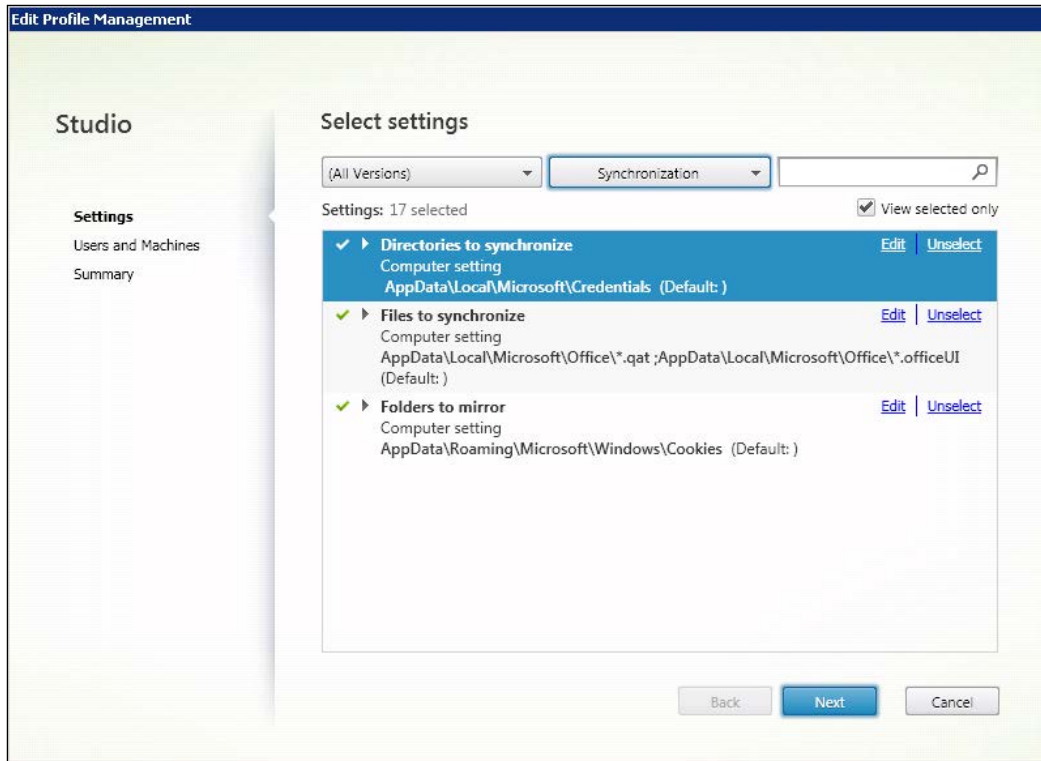 Edit Profile Management
Studio
Settings
Users and Machines
Summary
Select settings
(All Versions)
Synchronization
Settings: 17 selected
View selected only
Directories to synchronize Edit Unselect
Computer setting
AppData\Local\Microsoft\Credentials (Default: )
Files to synchronize Edit Unselect
Computer setting
AppData\Local\Microsoft\Office\*.qat ;AppData\Local\Microsoft\Office\*.officeUI
(Default: )
Folders to mirror Edit Unselect
Computer setting
AppData\Roaming\Microsoft\Windows\Cookies (Default: )
Back Next Cancel